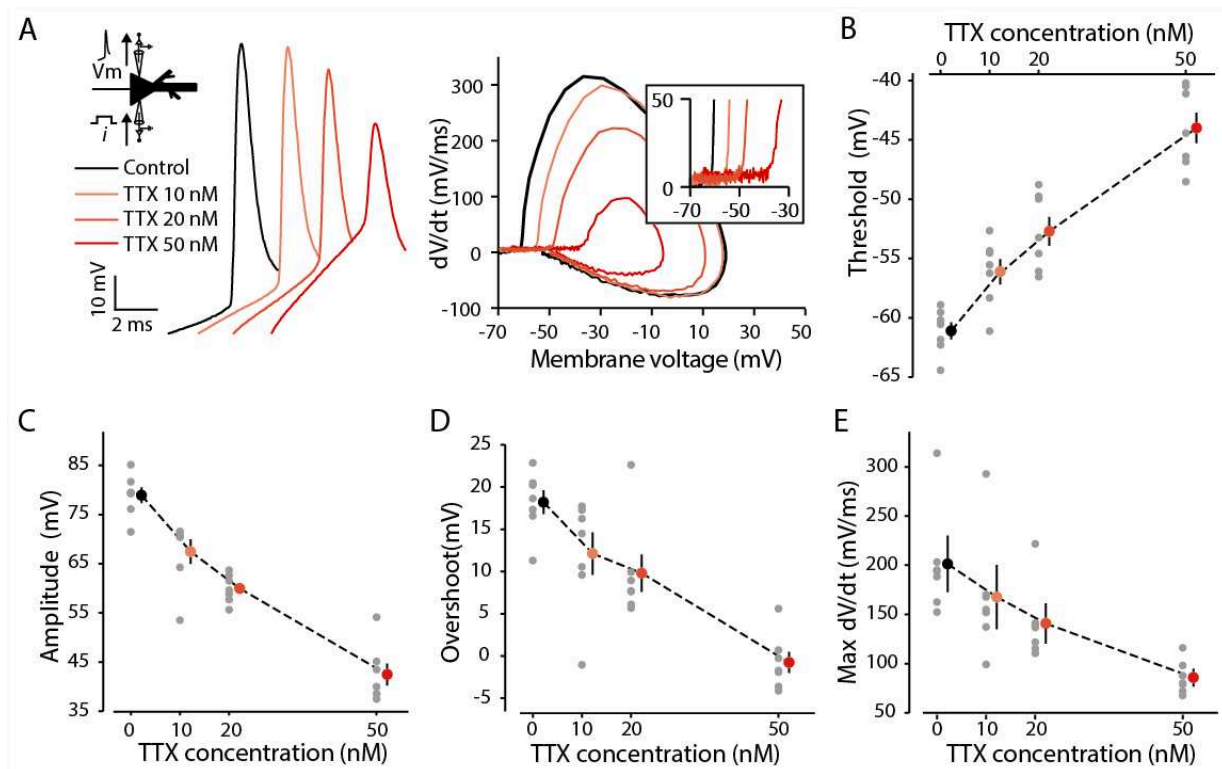 A
Vm
i
Control
TTX 10 nM
TTX 20 nM
TTX 50 nM
10 mV
2 ms
dV/dt (mV/ms)
300
200
100
0
-100
-70 -50 -30 -10 10 30 50
Membrane voltage (mV)
50
0
-70 -50 -30
B
TTX concentration (nM)
0 10 20 50
Threshold (mV)
-40
-45
-50
-55
-60
-65
C
Amplitude (mV)
85
75
65
55
45
35
0 10 20 50
TTX concentration (nM)
D
Overshoot(mV)
25
20
15
10
5
0
-5
0 10 20 50
TTX concentration (nM)
E
Max dV/dt (mV/ms)
300
250
200
150
100
50
0 10 20 50
TTX concentration (nM)